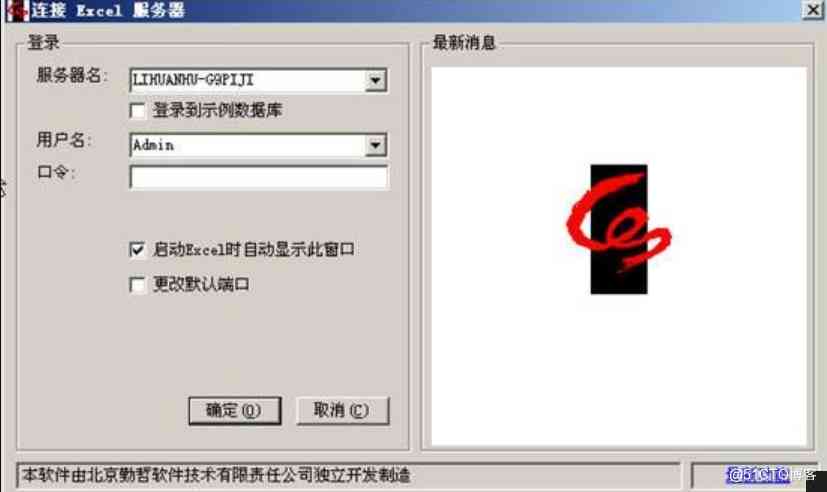 连接 Excel 服务器
登录
服务器名:
LIHUANHU-G9PIJI
登录到示例数据库
用户名:
Admin
口令:
启动Excel时自动显示此窗口
更改默认端口
确定(O)
取消(C)
最新消息
本软件由北京勤哲软件技术有限责任公司独立开发制造
@51CTO博客